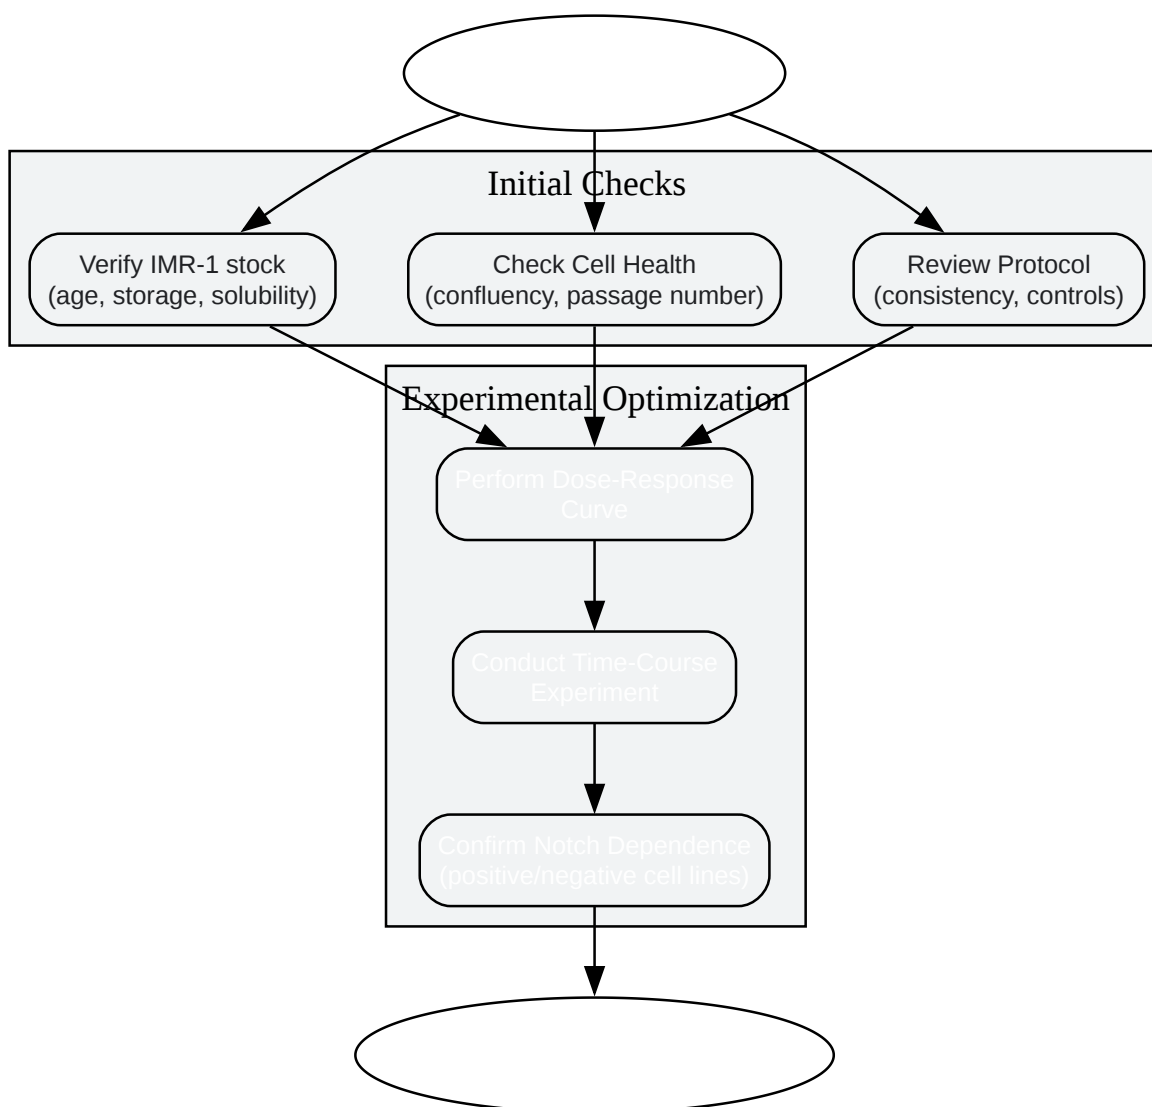 Initial Checks
Verify IMR-1 stock
(age, storage, solubility)
Check Cell Health
(confluency, passage number)
Review Protocol
(consistency, controls)
Experimental Optimization
Perform Dose-Response
Curve
Conduct Time-Course
Experiment
Confirm Notch Dependence
(positive/negative cell lines)